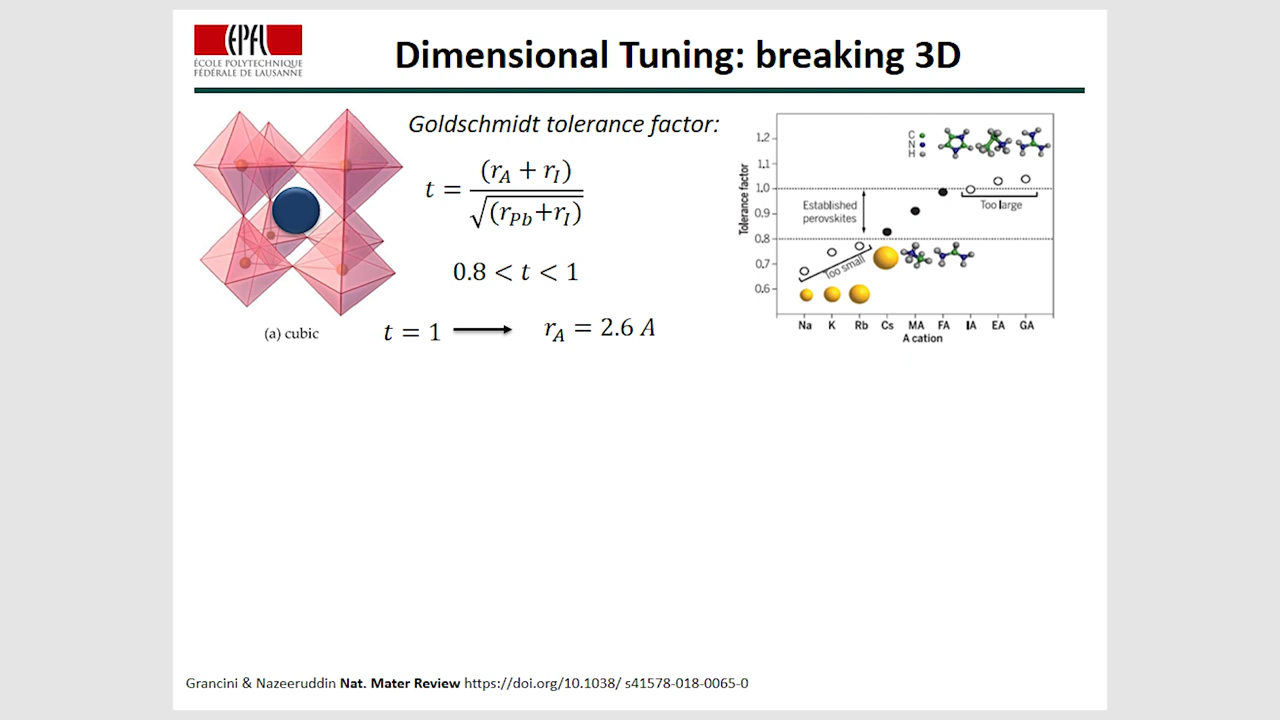 EPFL
ÉCOLE POLYTECHNIQUE
FÉDÉRALE DE LAUSANNE
Dimensional Tuning: breaking 3D
Goldschmidt tolerance factor:
t = (r_A + r_I) / √(r_Pb+r_I)
0.8 < t < 1
t = 1 → r_A = 2.6 A
(a) cubic
Tolerance factor
1,2
1,1
1,0
0,9
0,8
0,7
0,6
C
N
H
Established
perovskites
Too large
Too small
Na K Rb Cs MA FA IA EA GA
A cation
Grancini & Nazeeruddin Nat. Mater Review https://doi.org/10.1038/ s41578-018-0065-0